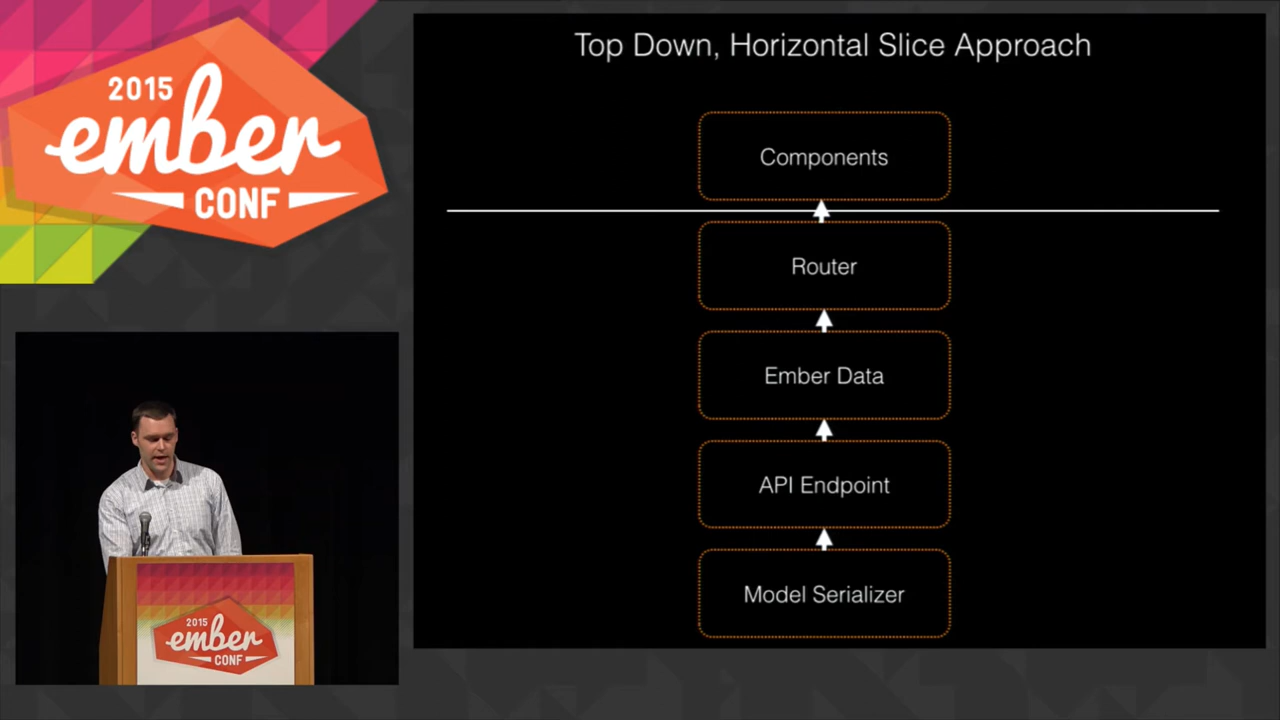 2015
ember
CONF
Top Down, Horizontal Slice Approach
Components
Router
Ember Data
API Endpoint
Model Serializer
2015
ember
CONF